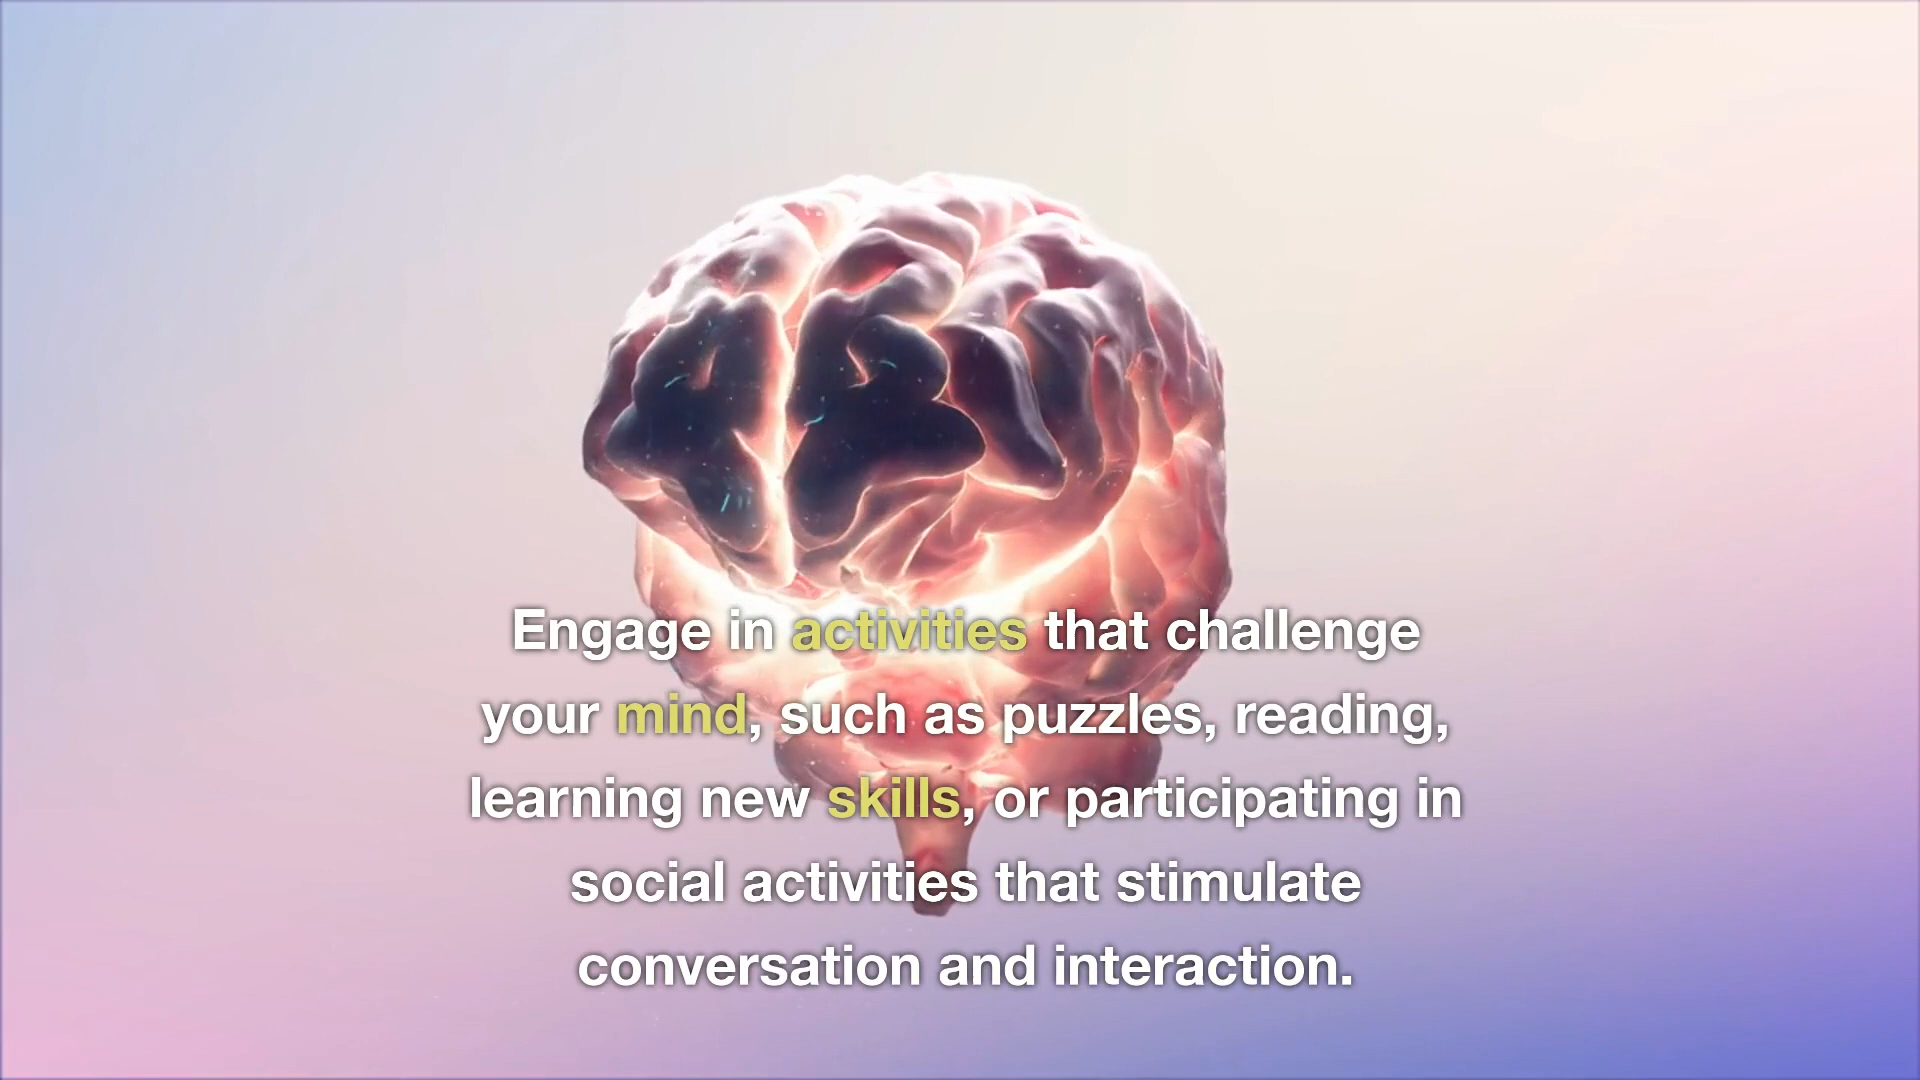 Engage in activities that challenge
your mind, such as puzzles, reading,
learning new skills, or participating in
social activities that stimulate
conversation and interaction.